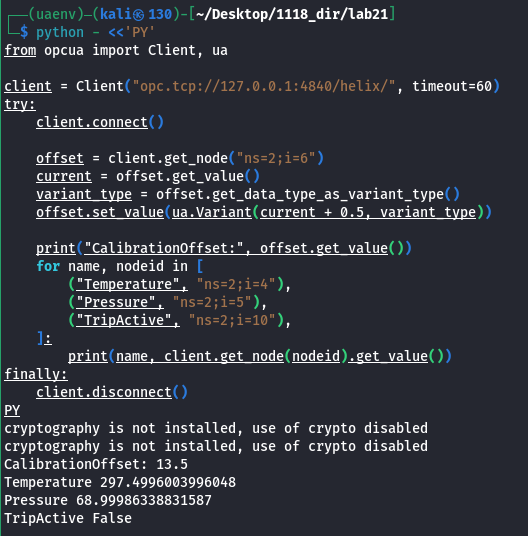 ┌──(uaenv)─(kali㉿130)-[~/Desktop/1118_dir/lab21]
└─$ python - <<'PY'
from opcua import Client, ua

client = Client("opc.tcp://127.0.0.1:4840/helix/", timeout=60)
try:
    client.connect()

    offset = client.get_node("ns=2;i=6")
    current = offset.get_value()
    variant_type = offset.get_data_type_as_variant_type()
    offset.set_value(ua.Variant(current + 0.5, variant_type))

    print("CalibrationOffset:", offset.get_value())
    for name, nodeid in [
        ("Temperature", "ns=2;i=4"),
        ("Pressure", "ns=2;i=5"),
        ("TripActive", "ns=2;i=10"),
    ]:
        print(name, client.get_node(nodeid).get_value())
finally:
    client.disconnect()
PY
cryptography is not installed, use of crypto disabled
cryptography is not installed, use of crypto disabled
CalibrationOffset: 13.5
Temperature 297.4996003996048
Pressure 68.99986338831587
TripActive False